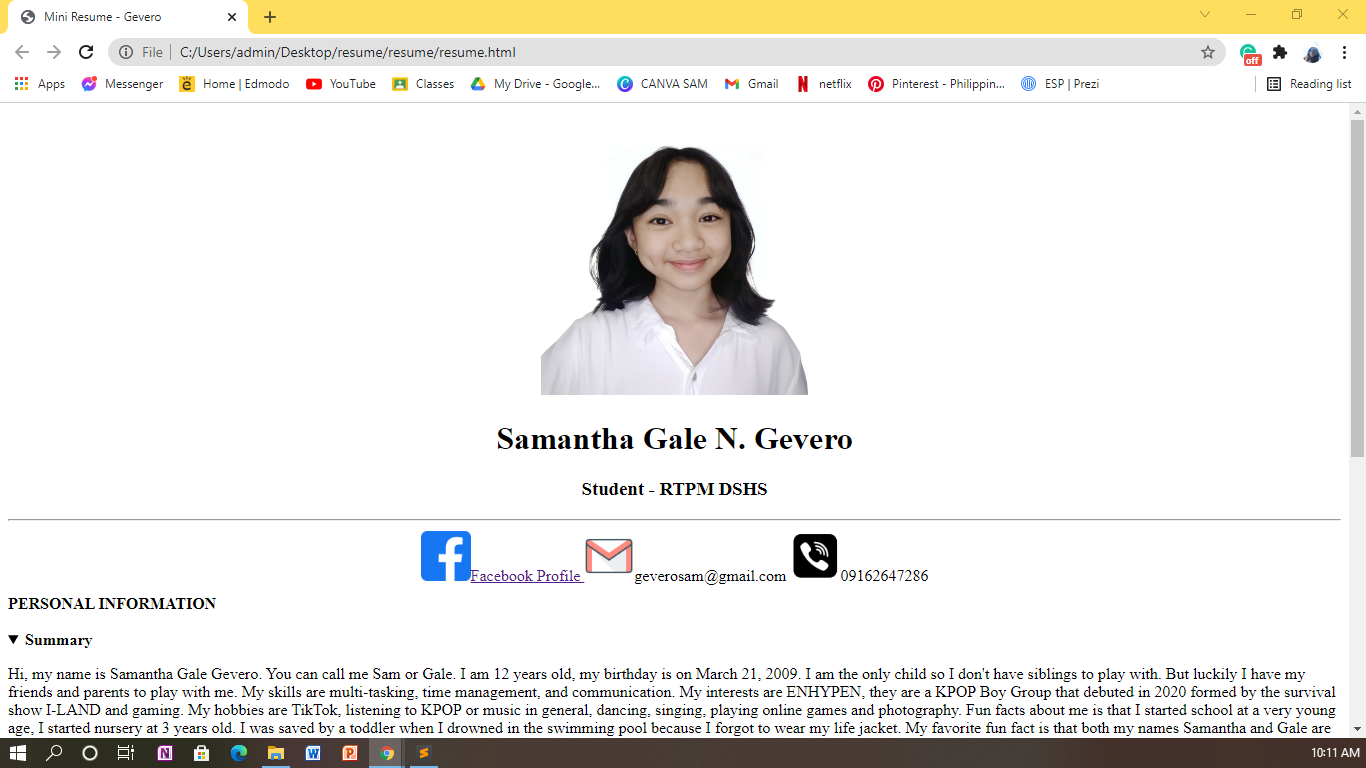 Mini Resume - Gevero
File | C:/Users/admin/Desktop/resume/resume/resume.html
off
Apps Messenger Home | Edmodo YouTube Classes My Drive - Google... CANVA SAM Gmail netflix Pinterest - Philippin... ESP | Prezi Reading list
Samantha Gale N. Gevero
Student - RTPM DSHS
Facebook Profile geverosam@gmail.com 09162647286
PERSONAL INFORMATION
Summary
Hi, my name is Samantha Gale Gevero. You can call me Sam or Gale. I am 12 years old, my birthday is on March 21, 2009. I am the only child so I don't have siblings to play with. But luckily I have my
friends and parents to play with me. My skills are multi-tasking, time management, and communication. My interests are ENHYPEN, they are a KPOP Boy Group that debuted in 2020 formed by the survival
show I-LAND and gaming. My hobbies are TikTok, listening to KPOP or music in general, dancing, singing, playing online games and photography. Fun facts about me is that I started school at a very young
age, I started nursery at 3 years old. I was saved by a toddler when I drowned in the swimming pool because I forgot to wear my life jacket. My favorite fun fact is that both my names Samantha and Gale are
10:11 AM